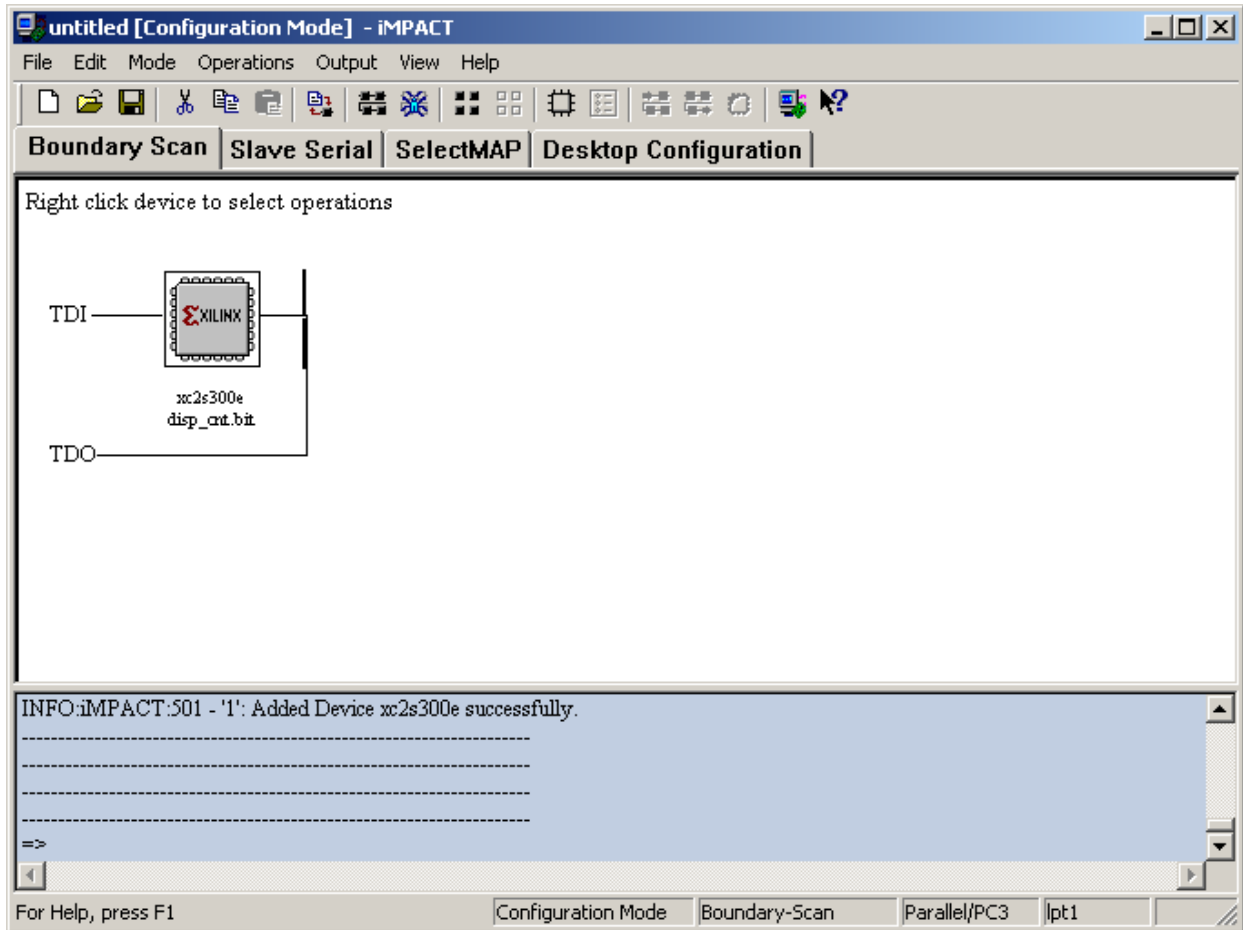 untitled [Configuration Mode] - iMPACT
File Edit Mode Operations Output View Help
Boundary Scan Slave Serial SelectMAP Desktop Configuration
Right click device to select operations
TDI
XILINX
xc2s300e
disp_cnt.bit
TDO
INFO:iMPACT:501 - '1': Added Device xc2s300e successfully.
----------------------------------------------------------------------
----------------------------------------------------------------------
----------------------------------------------------------------------
----------------------------------------------------------------------
=>
For Help, press F1 Configuration Mode Boundary-Scan Parallel/PC3 lpt1